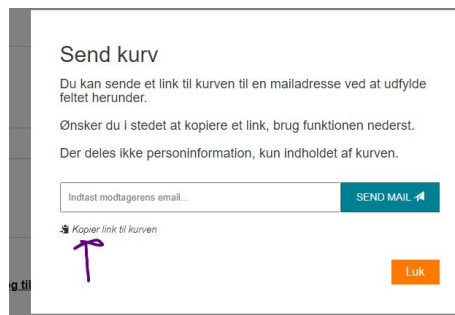 Send kurv
Du kan sende et link til kurven til en mailadresse ved at udfylde
feltet herunder.
Ønsker du i stedet at kopiere et link, brug funktionen nederst.
Der deles ikke personinformation, kun indholdet af kurven.
Indtast modtagerens email...
SEND MAIL
Kopier link til kurven
Luk
og til